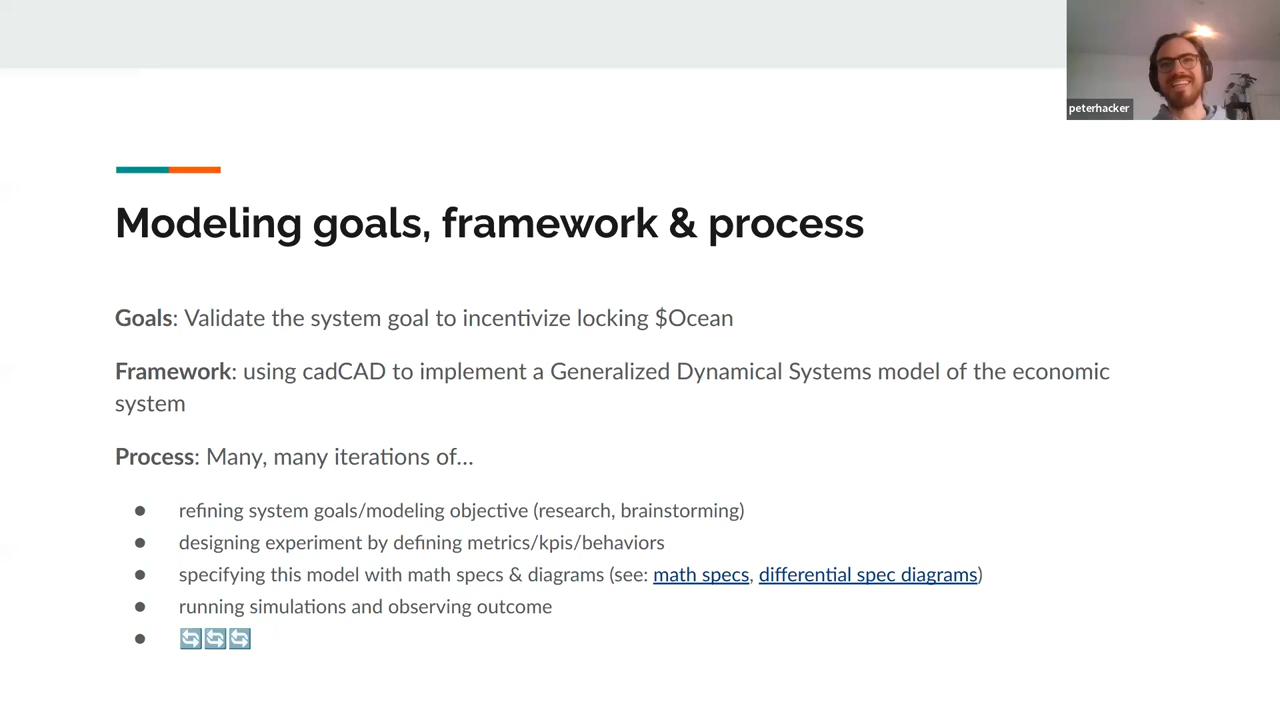 peterhacker
Modeling goals, framework & process
Goals: Validate the system goal to incentivize locking $Ocean
Framework: using cadCAD to implement a Generalized Dynamical Systems model of the economic
system
Process: Many, many iterations of...
● refining system goals/modeling objective (research, brainstorming)
● designing experiment by defining metrics/kpis/behaviors
● specifying this model with math specs & diagrams (see: math specs, differential spec diagrams)
● running simulations and observing outcome
● 🔄🔄🔄